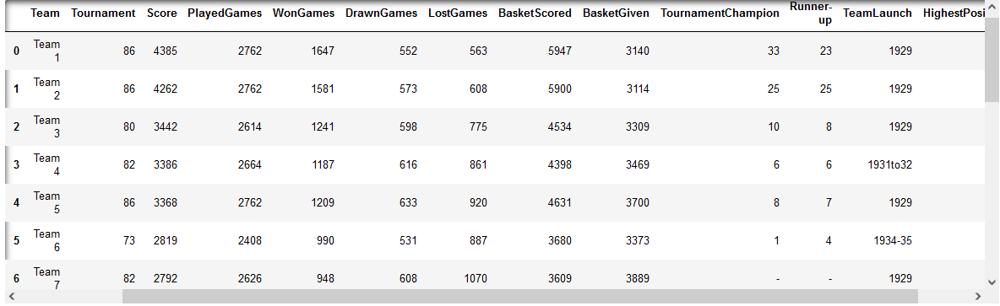 Team Tournament Score PlayedGames WonGames DrawnGames LostGames BasketScored BasketGiven TournamentChampion Runner-up TeamLaunch HighestPosi
0 Team 1 86 4385 2762 1647 552 563 5947 3140 33 23 1929
1 Team 2 86 4262 2762 1581 573 608 5900 3114 25 25 1929
2 Team 3 80 3442 2614 1241 598 775 4534 3309 10 8 1929
3 Team 4 82 3386 2664 1187 616 861 4398 3469 6 6 1931to32
4 Team 5 86 3368 2762 1209 633 920 4631 3700 8 7 1929
5 Team 6 73 2819 2408 990 531 887 3680 3373 1 4 1934-35
6 Team 7 82 2792 2626 948 608 1070 3609 3889 - - 1929